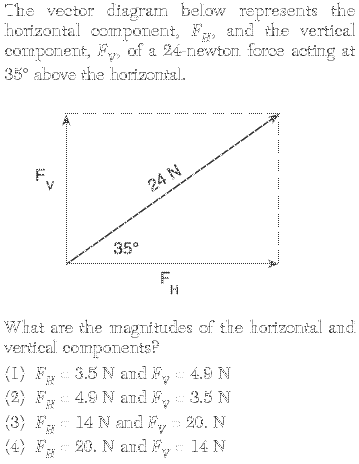 The vector diagram below represents the
horizontal component, F_H, and the vertical
component, F_V, of a 24-newton force acting at
35° above the horizontal.
F_V
24 N
35°
F_H
What are the magnitudes of the horizontal and
vertical components?
(1) F_H = 3.5 N and F_V = 4.9 N
(2) F_H = 4.9 N and F_V = 3.5 N
(3) F_H = 14 N and F_V = 20. N
(4) F_H = 20. N and F_V = 14 N